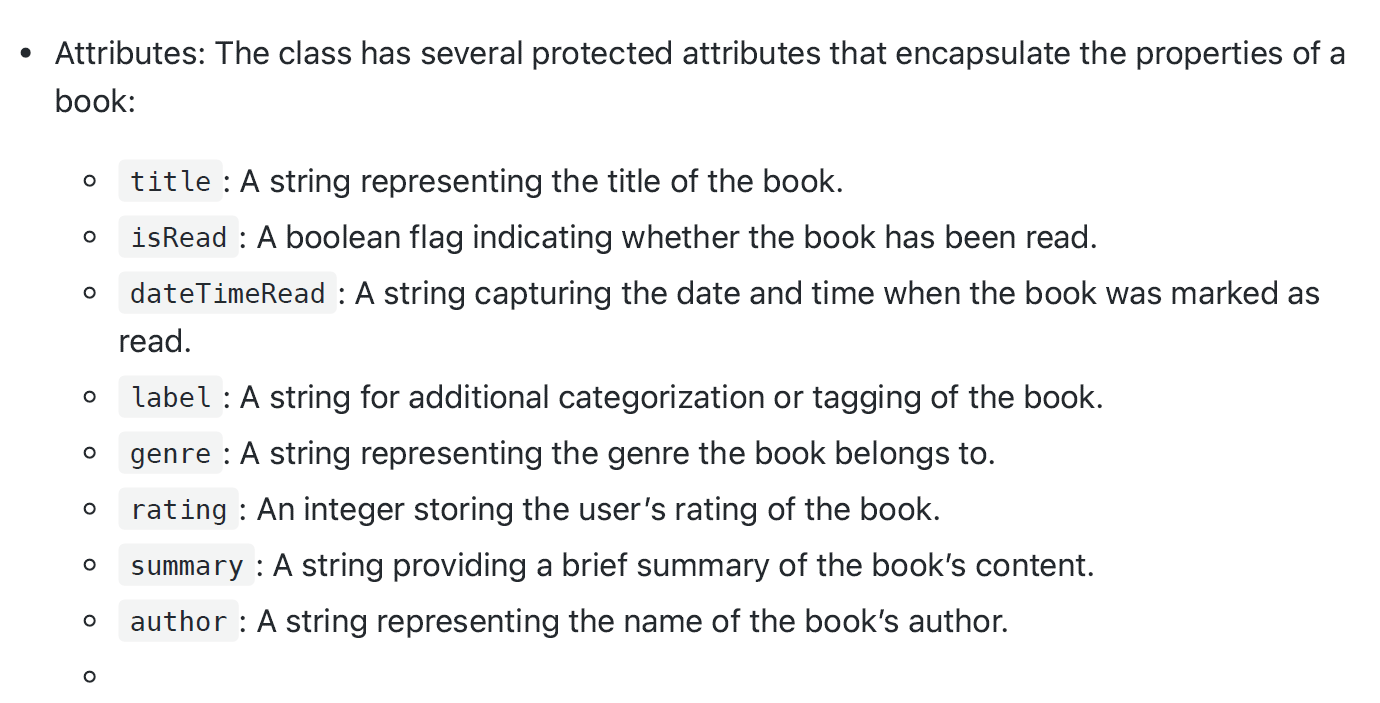 • Attributes: The class has several protected attributes that encapsulate the properties of a
book:
◦ title: A string representing the title of the book.
◦ isRead: A boolean flag indicating whether the book has been read.
◦ dateTimeRead: A string capturing the date and time when the book was marked as
read.
◦ label: A string for additional categorization or tagging of the book.
◦ genre: A string representing the genre the book belongs to.
◦ rating: An integer storing the user’s rating of the book.
◦ summary: A string providing a brief summary of the book’s content.
◦ author: A string representing the name of the book’s author.
◦